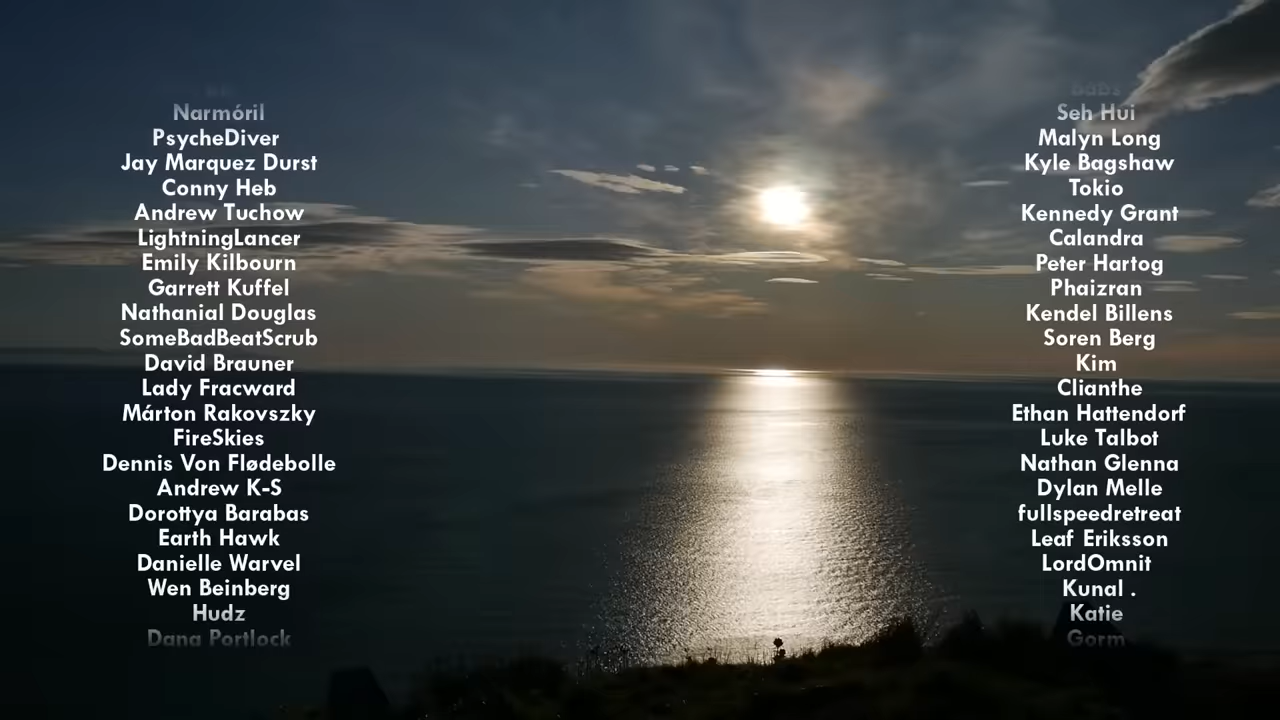 Narmóril
PsycheDiver
Jay Marquez Durst
Conny Heb
Andrew Tuchow
LightningLancer
Emily Kilbourn
Garrett Kuffel
Nathanial Douglas
SomeBadBeatScrub
David Brauner
Lady Fracward
Márton Rakovszky
FireSkies
Dennis Von Flødebolle
Andrew K-S
Dorottya Barabas
Earth Hawk
Danielle Warvel
Wen Beinberg
Hudz
Dana Portlock
Babs
Seh Hui
Malyn Long
Kyle Bagshaw
Tokio
Kennedy Grant
Calandra
Peter Hartog
Phaizran
Kendel Billens
Soren Berg
Kim
Clianthe
Ethan Hattendorf
Luke Talbot
Nathan Glenna
Dylan Melle
fullspeedretreat
Leaf Eriksson
LordOmnit
Kunal .
Katie
Gorm